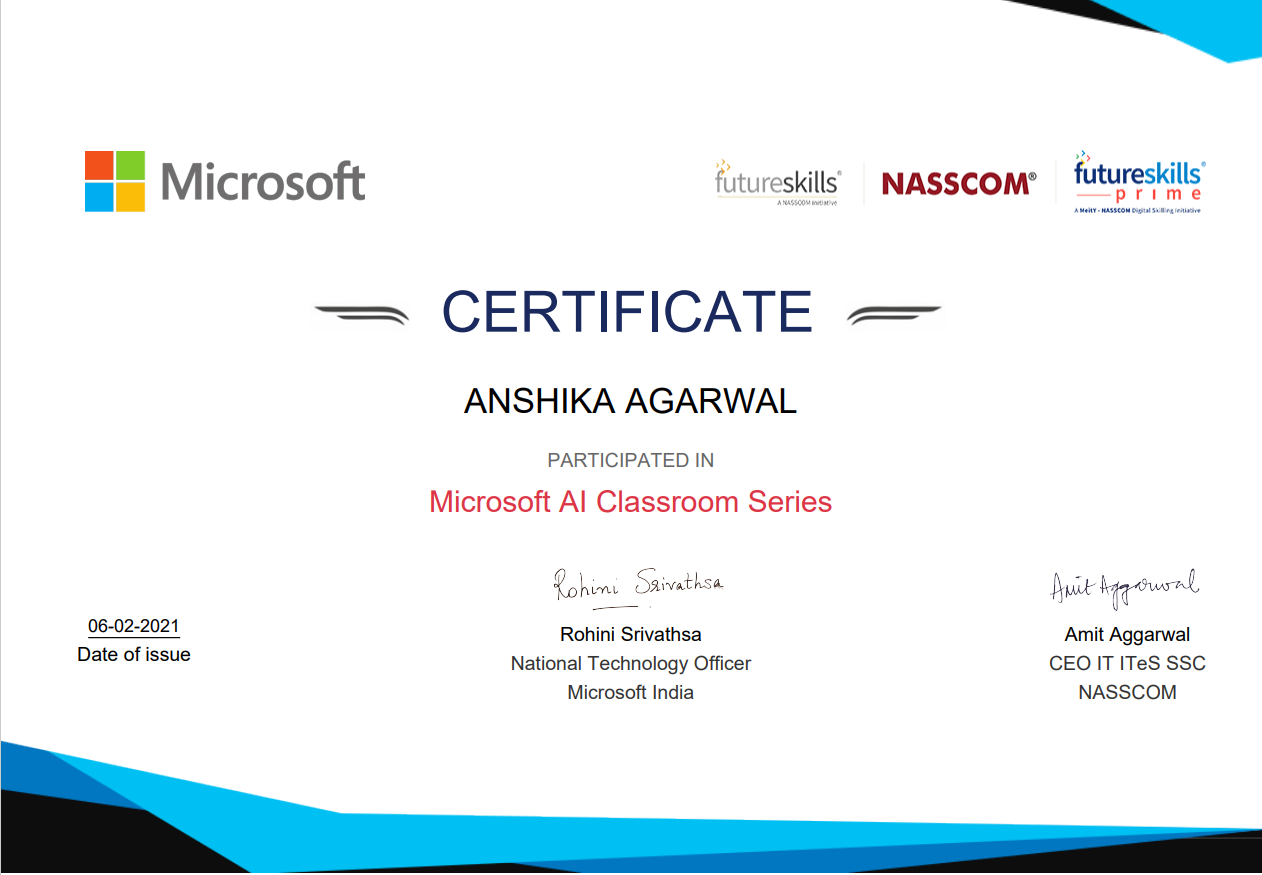 Microsoft
futureskills®
A NASSCOM Initiative
NASSCOM®
futureskills®
prime
A MeitY - NASSCOM Digital Skilling Initiative
CERTIFICATE
ANSHIKA AGARWAL
PARTICIPATED IN
Microsoft AI Classroom Series
Rohini Srivathsa
Amit Aggarwal
06-02-2021
Date of issue
Rohini Srivathsa
National Technology Officer
Microsoft India
Amit Aggarwal
CEO IT ITeS SSC
NASSCOM